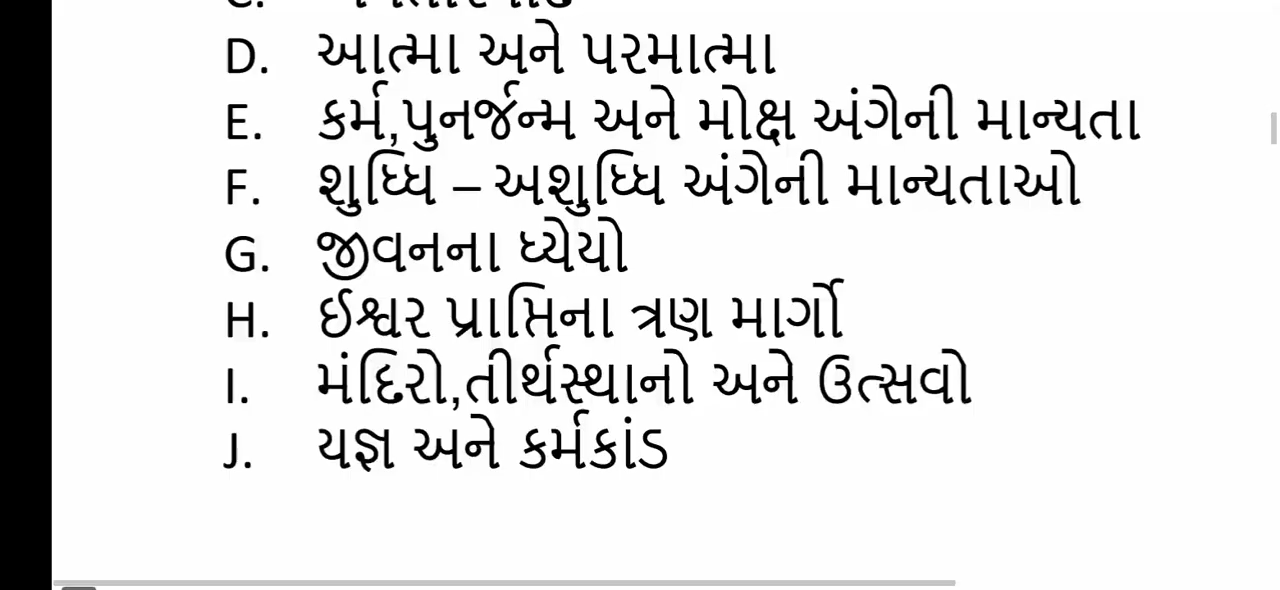 D. આત્મા અને પરમાત્મા
E. કર્મ,પુનર્જન્મ અને મોક્ષ અંગેની માન્યતા
F. શુધ્ધિ – અશુધ્ધિ અંગેની માન્યતાઓ
G. જીવનના ધ્યેયો
H. ઈશ્વર પ્રાપ્તિના ત્રણ માર્ગો
I. મંદિરો,તીર્થસ્થાનો અને ઉત્સવો
J. યજ્ઞ અને કર્મકાંડ